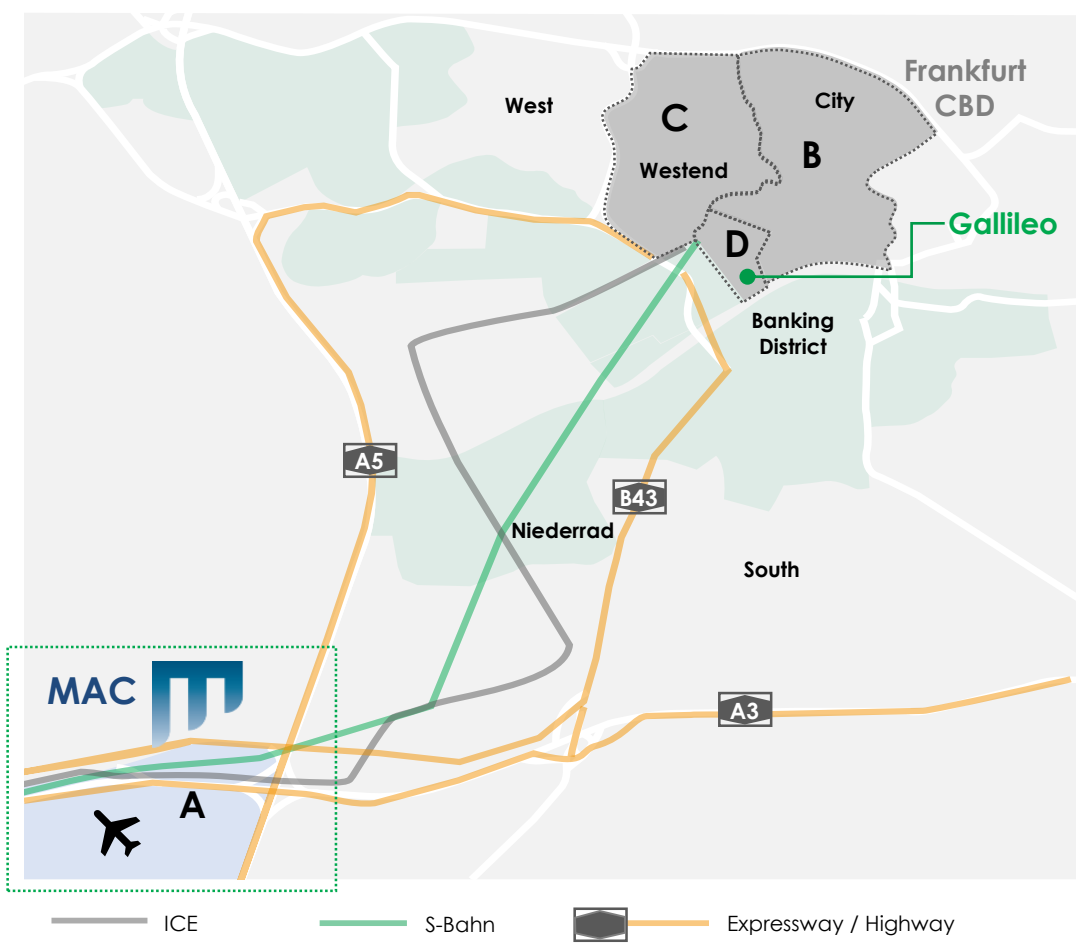 Frankfurt
CBD
West
City
C
B
Westend
D
Gallileo
Banking
District
A5
B43
Niederrad
South
MAC
A3
A
ICE
S-Bahn
Expressway / Highway